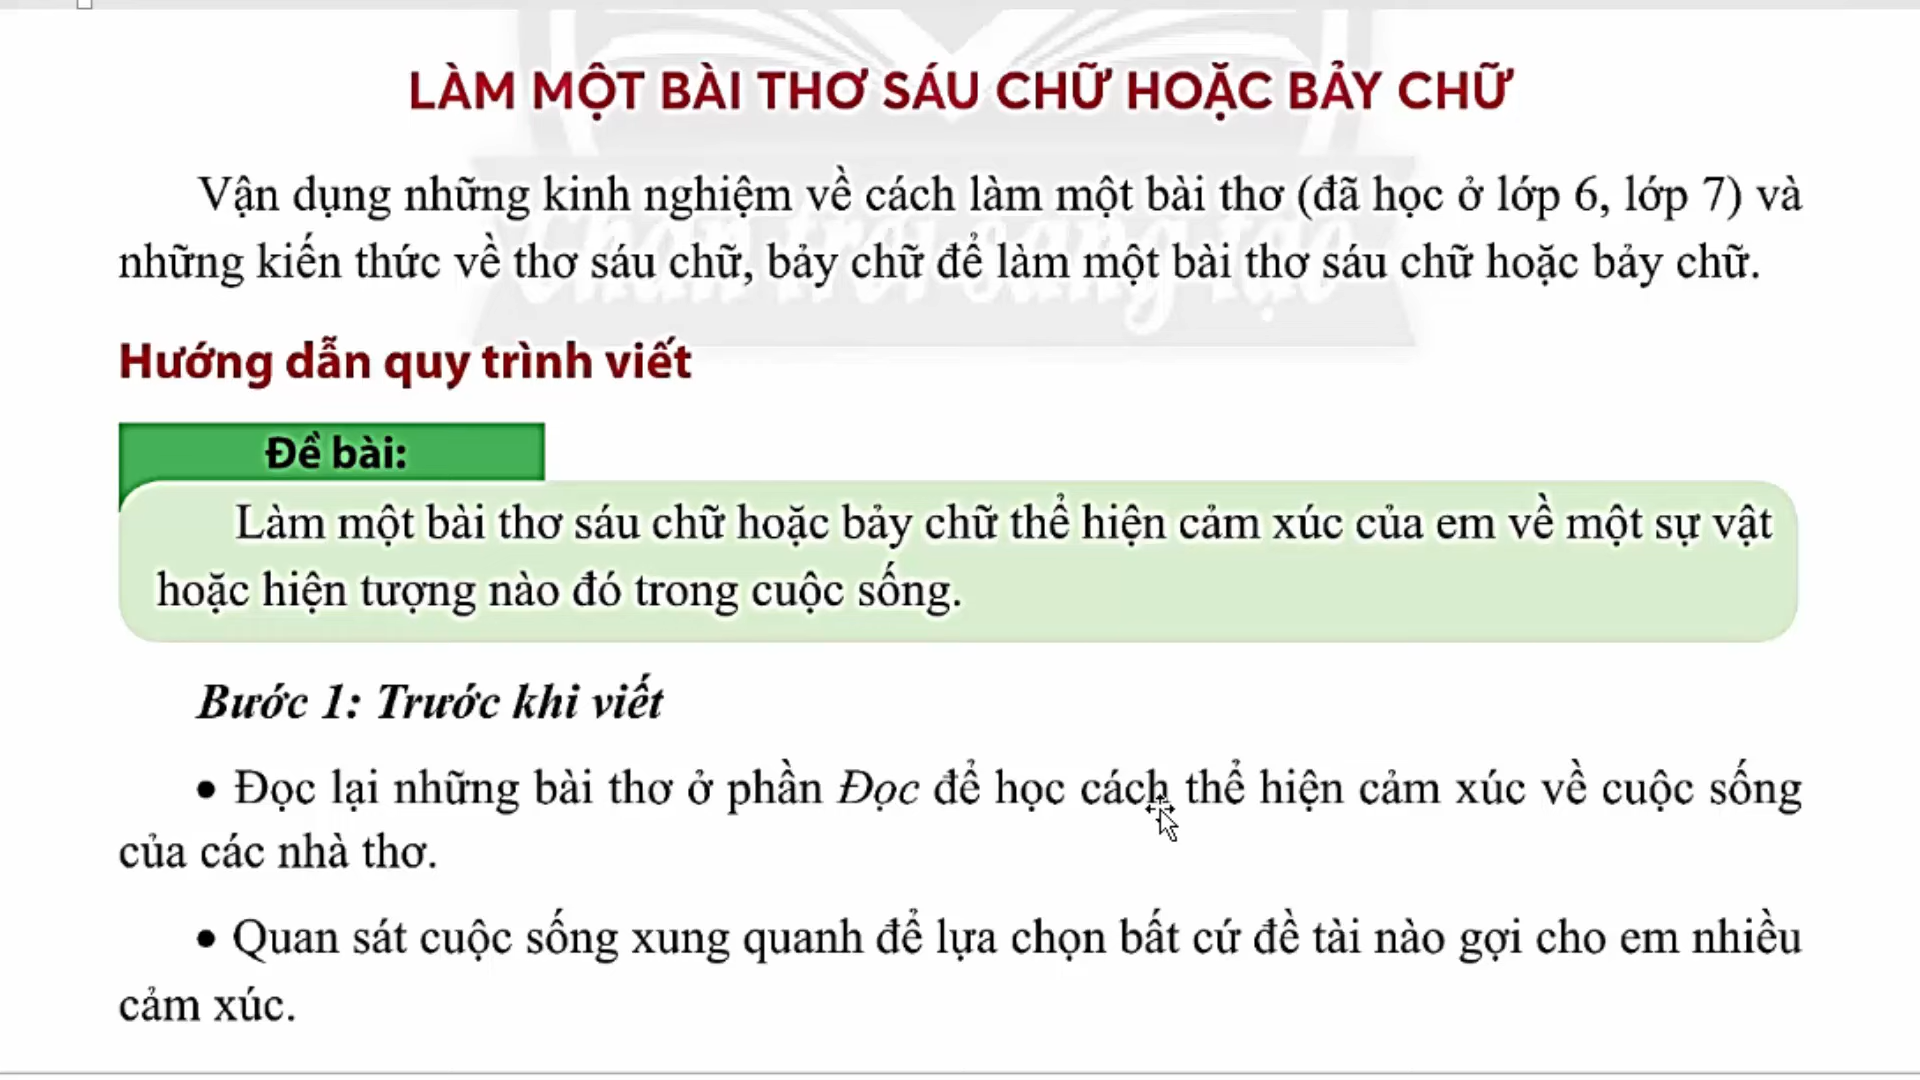 LÀM MỘT BÀI THƠ SÁU CHỮ HOẶC BẢY CHỮ
Vận dụng những kinh nghiệm về cách làm một bài thơ (đã học ở lớp 6, lớp 7) và
những kiến thức về thơ sáu chữ, bảy chữ để làm một bài thơ sáu chữ hoặc bảy chữ.
Chân trời sáng tạo
Hướng dẫn quy trình viết
Đề bài:
Làm một bài thơ sáu chữ hoặc bảy chữ thể hiện cảm xúc của em về một sự vật
hoặc hiện tượng nào đó trong cuộc sống.
Bước 1: Trước khi viết
• Đọc lại những bài thơ ở phần Đọc để học cách thể hiện cảm xúc về cuộc sống
của các nhà thơ.
• Quan sát cuộc sống xung quanh để lựa chọn bất cứ đề tài nào gợi cho em nhiều
cảm xúc.